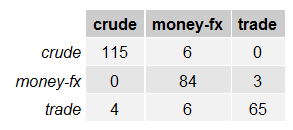 crude money-fx trade
crude 115 6 0
money-fx 0 84 3
trade 4 6 65